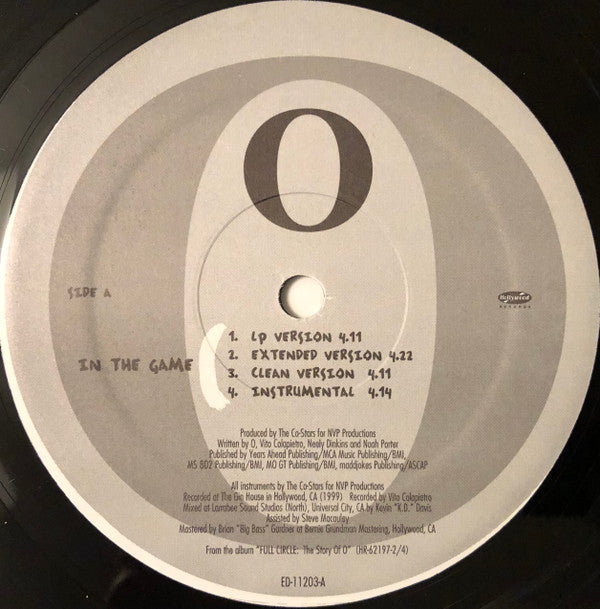 O
SIDE A
Hollywood
RECORDS
IN THE GAME
1. LP VERSION 4.11
2. EXTENDED VERSION 4.22
3. CLEAN VERSION 4.11
4. INSTRUMENTAL 4.14
Produced by The Co-Stars for NVP Productions
Written by O, Vito Colapietro, Nealy Dinkins and Noah Porter
Published by Years Ahead Publishing/MCA Music Publishing/BMI,
MS BD2 Publishing/BMI, MO GT Publishing/BMI, maddjokes Publishing/ASCAP
All instruments by The Co-Stars for NVP Productions
Recorded at The Gin House in Hollywood, CA (1999) Recorded by Vito Colapietro
Mixed at Larrabee Sound Studios (North), Universal City, CA by Kevin "K.D." Davis
Assisted by Steve Macauley
Mastered by Brian "Big Bass" Gardner at Bernie Grundman Mastering, Hollywood, CA
From the album "FULL CIRCLE: The Story Of O" (HR-62197-2/4)
ED-11203-A